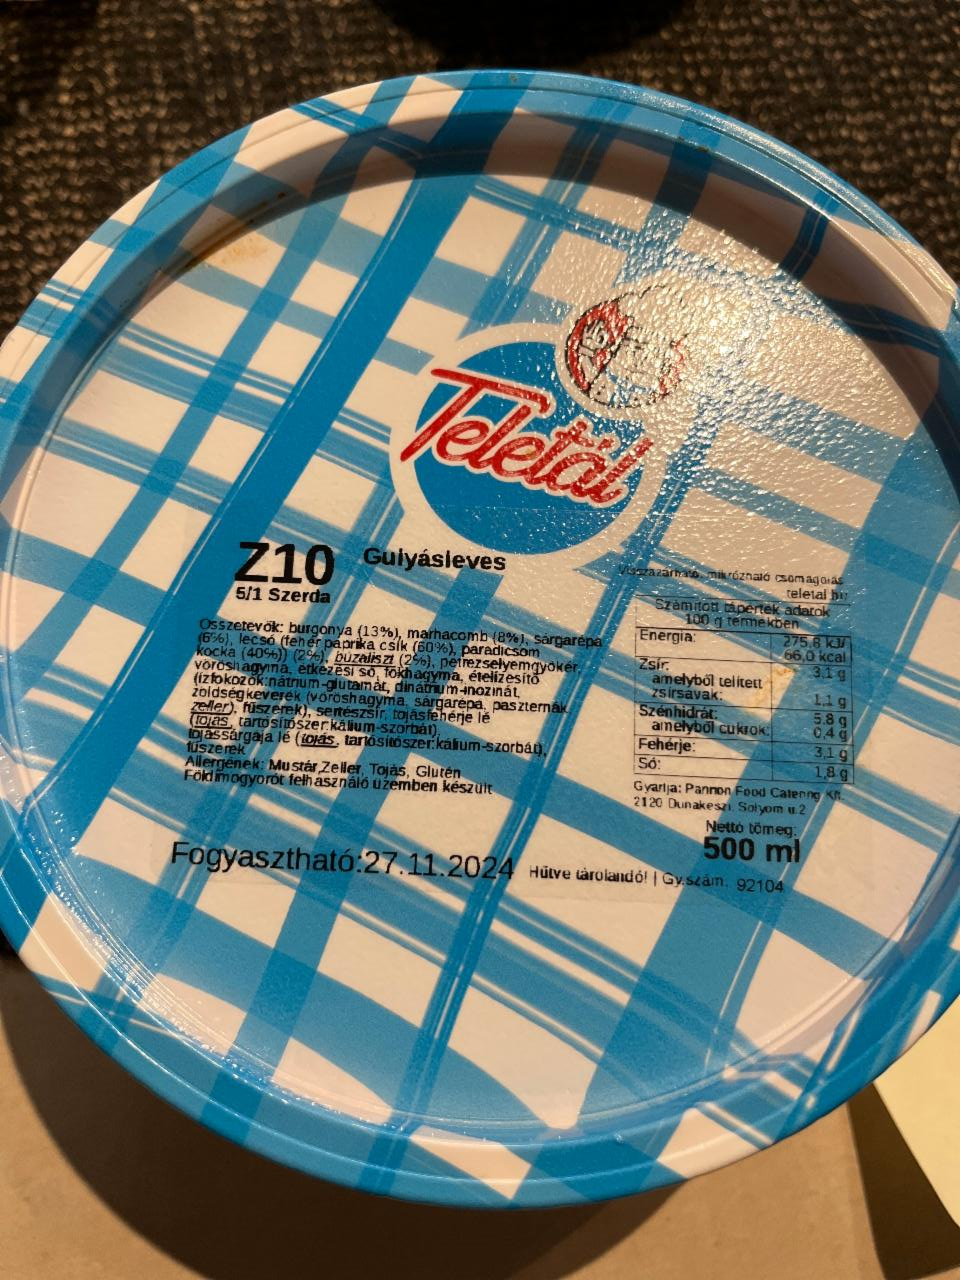 Teletál
Z10 Gulyásleves
5/1 Szerda
Összetevők: burgonya (13%), marhacomb (8%), sárgarépa
(6%), lecsó (fehér paprika csík (60%), paradicsom
kocka (40%)) (2%), búzaliszt (2%), petrezselyemgyökér,
vöröshagyma, étkezési só, fokhagyma, ételízesítő
(ízfokozók:nátrium-glutamát, dinátrium-inozinát,
zöldségkeverék (vöröshagyma, sárgarépa, paszternák,
zeller), fűszerek), sertészsír, tojásfehérje lé
(tojás, tartósítószer:kálium-szorbát),
tojássárgája lé (tojás, tartósítószer:kálium-szorbát),
fűszerek
Allergének: Mustár,Zeller, Tojás, Glutén
Földimogyorót felhasználó üzemben készült
Visszazárható, mikrózható csomagolás
teletal.hu
Számított tápérték adatok
100 g termékben
Energia: 275,8 kJ/
66,0 kcal
Zsír: 3,1 g
amelyből telített
zsírsavak: 1,1 g
Szénhidrát: 5,8 g
amelyből cukrok: 0,4 g
Fehérje: 3,1 g
Só: 1,8 g
Gyártja: Pannon Food Catering Kft.
2120 Dunakeszi, Sólyom u.2
Nettó tömeg:
500 ml
Fogyasztható:27.11.2024 Hűtve tárolandó! | Gy.szám: 92104